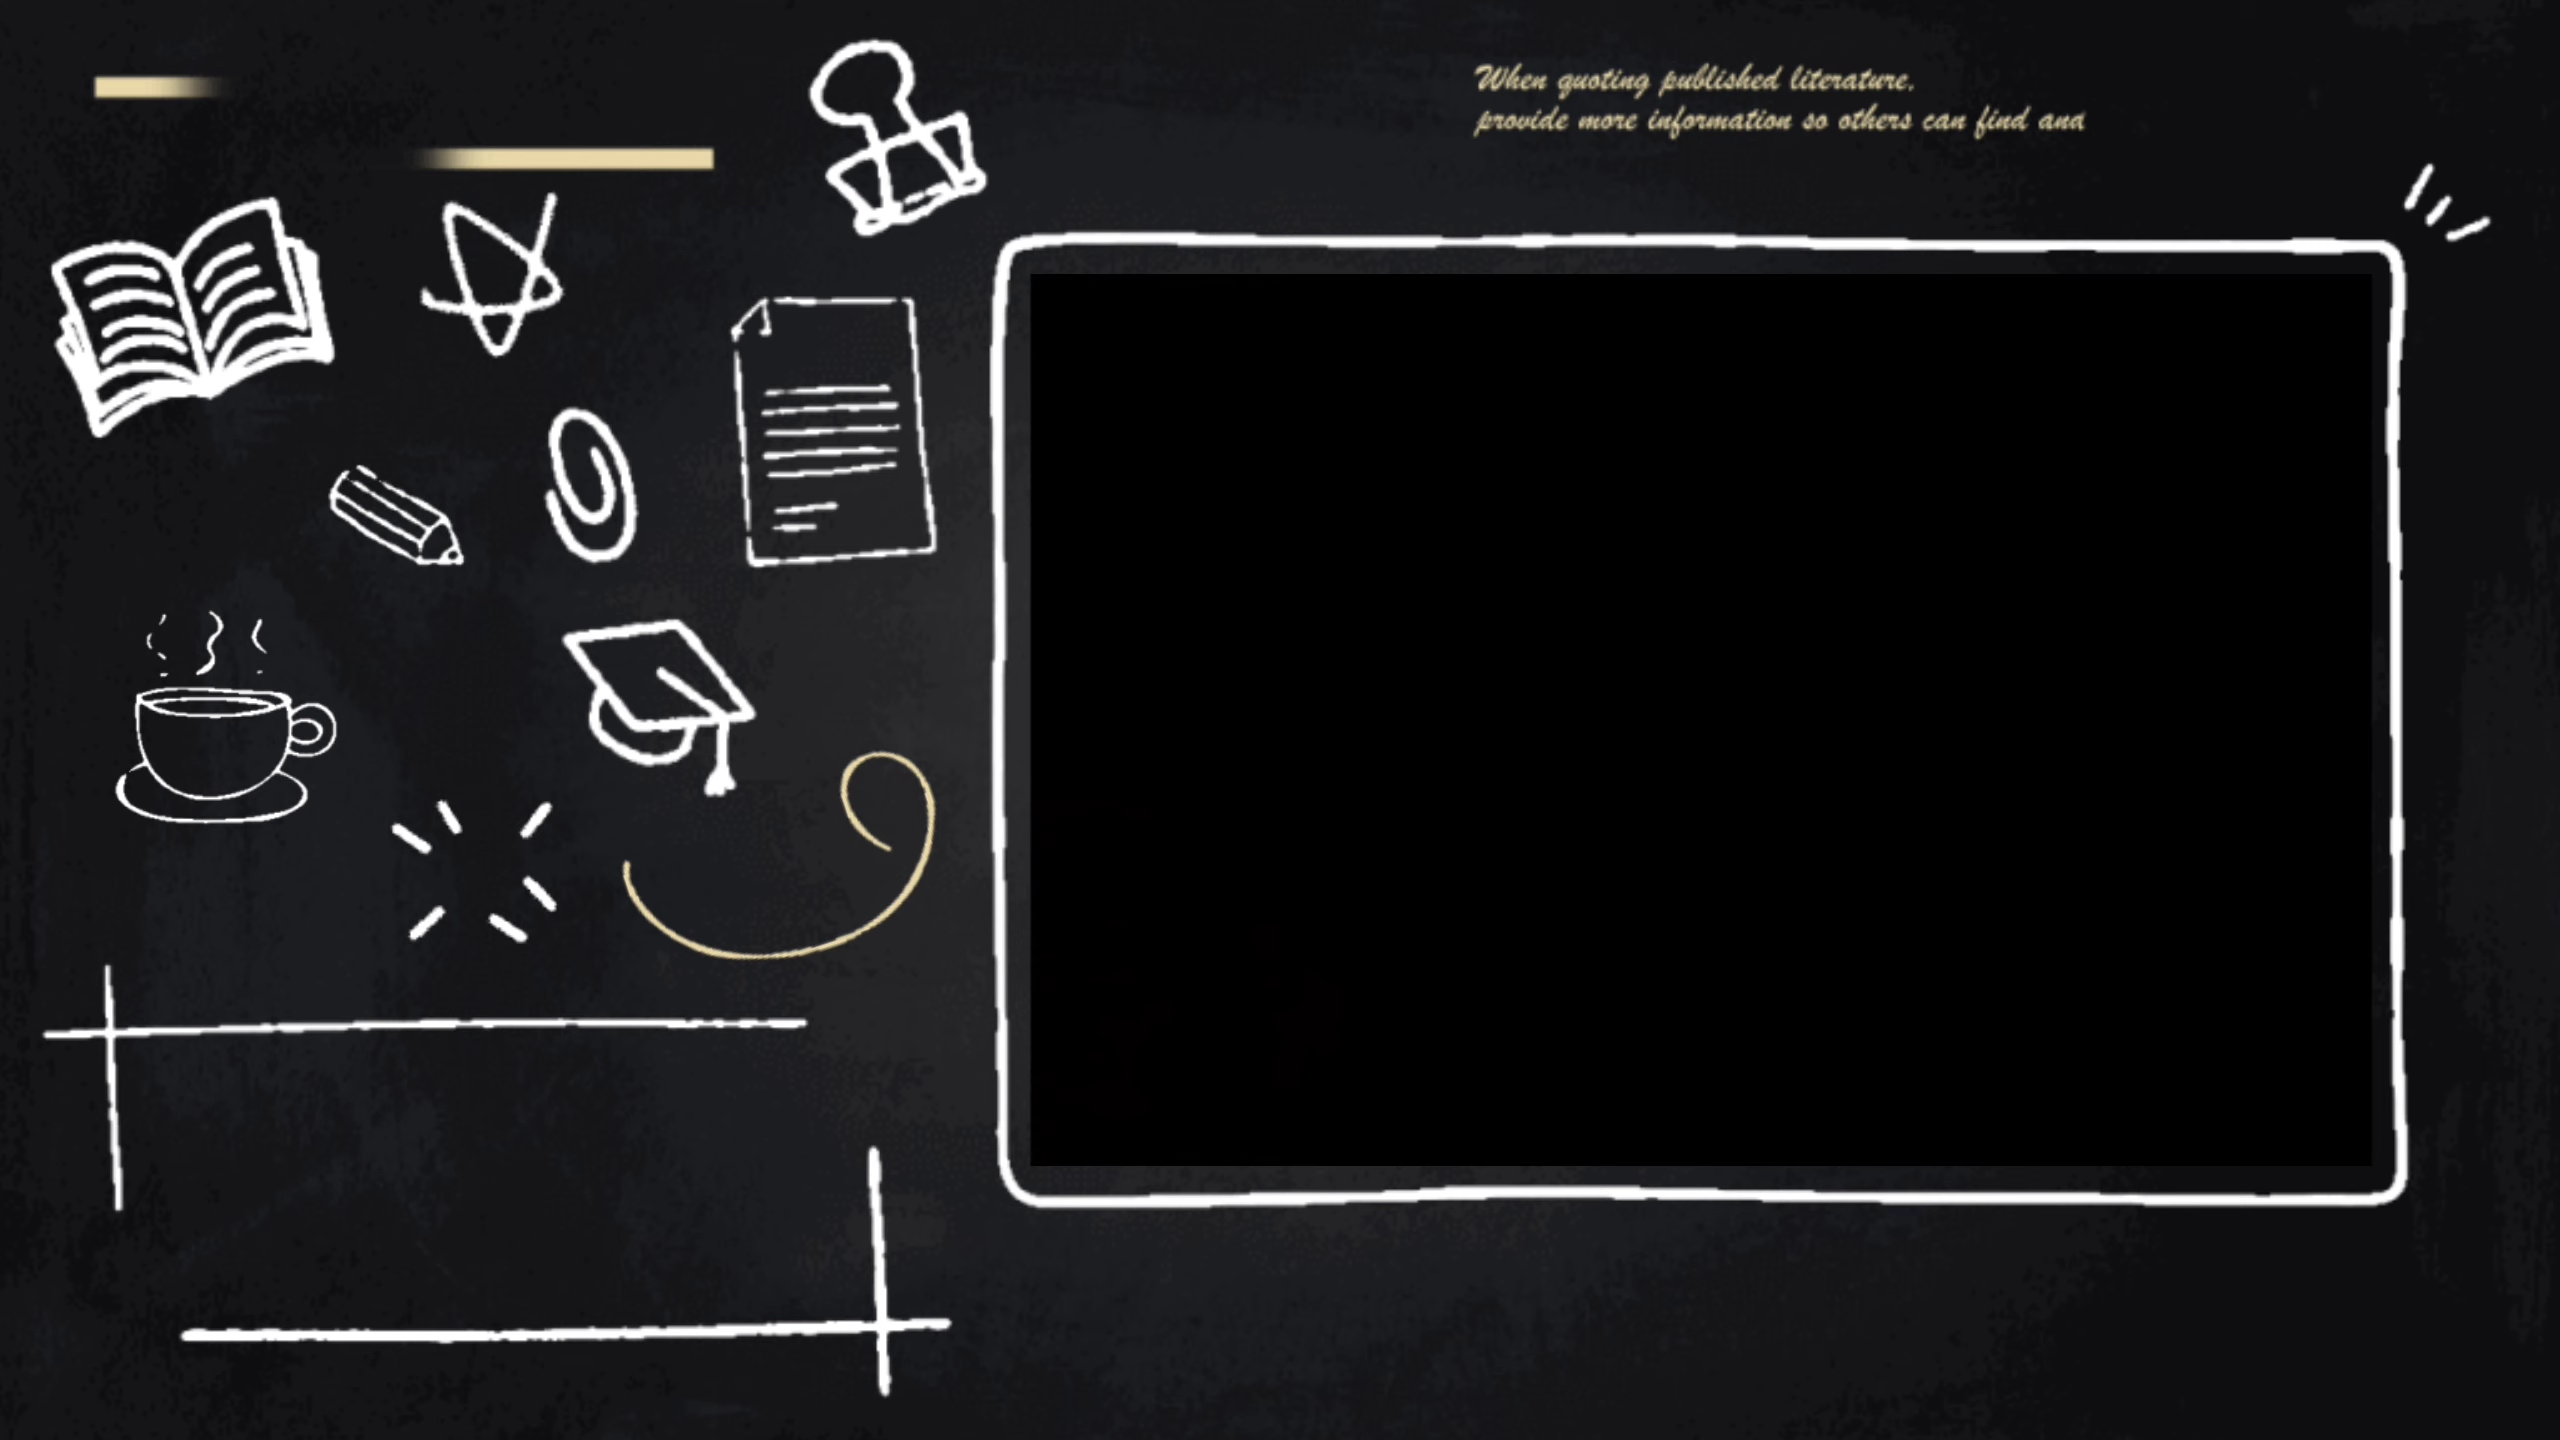 When quoting published literature,
provide more information so others can find and